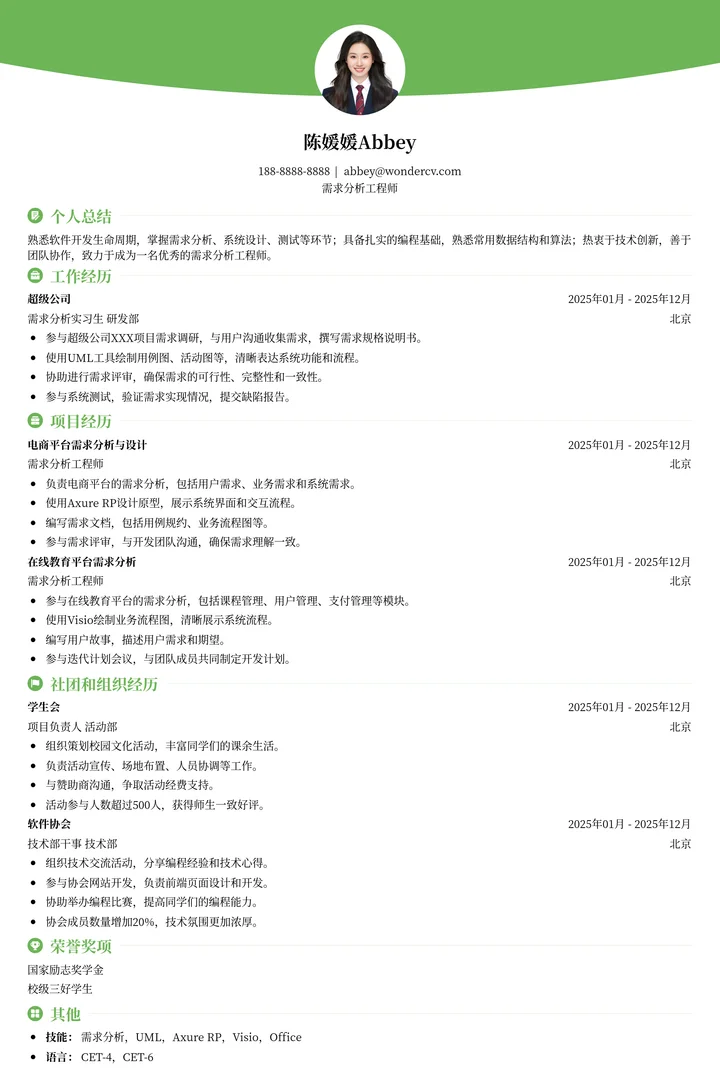 陈媛媛Abbey
188-8888-8888 | abbey@wondercv.com
需求分析工程师
个人总结
熟悉软件开发生命周期，掌握需求分析、系统设计、测试等环节；具备扎实的编程基础，熟悉常用数据结构和算法；热衷于技术创新，善于
团队协作，致力于成为一名优秀的需求分析工程师。
工作经历
超级公司 2025年01月 - 2025年12月
需求分析实习生 研发部 北京
• 参与超级公司XXX项目需求调研，与用户沟通收集需求，撰写需求规格说明书。
• 使用UML工具绘制用例图、活动图等，清晰表达系统功能和流程。
• 协助进行需求评审，确保需求的可行性、完整性和一致性。
• 参与系统测试，验证需求实现情况，提交缺陷报告。
项目经历
电商平台需求分析与设计 2025年01月 - 2025年12月
需求分析工程师 北京
• 负责电商平台的需求分析，包括用户需求、业务需求和系统需求。
• 使用Axure RP设计原型，展示系统界面和交互流程。
• 编写需求文档，包括用例规约、业务流程图等。
• 参与需求评审，与开发团队沟通，确保需求理解一致。
在线教育平台需求分析 2025年01月 - 2025年12月
需求分析工程师 北京
• 参与在线教育平台的需求分析，包括课程管理、用户管理、支付管理等模块。
• 使用Visio绘制业务流程图，清晰展示系统流程。
• 编写用户故事，描述用户需求和期望。
• 参与迭代计划会议，与团队成员共同制定开发计划。
社团和组织经历
学生会 2025年01月 - 2025年12月
项目负责人 活动部 北京
• 组织策划校园文化活动，丰富同学们的课余生活。
• 负责活动宣传、场地布置、人员协调等工作。
• 与赞助商沟通，争取活动经费支持。
• 活动参与人数超过500人，获得师生一致好评。
软件协会 2025年01月 - 2025年12月
技术部干事 技术部 北京
• 组织技术交流活动，分享编程经验和技术心得。
• 参与协会网站开发，负责前端页面设计和开发。
• 协助举办编程比赛，提高同学们的编程能力。
• 协会成员数量增加20%，技术氛围更加浓厚。
荣誉奖项
国家励志奖学金
校级三好学生
其他
• 技能： 需求分析，UML，Axure RP，Visio，Office
• 语言： CET-4，CET-6